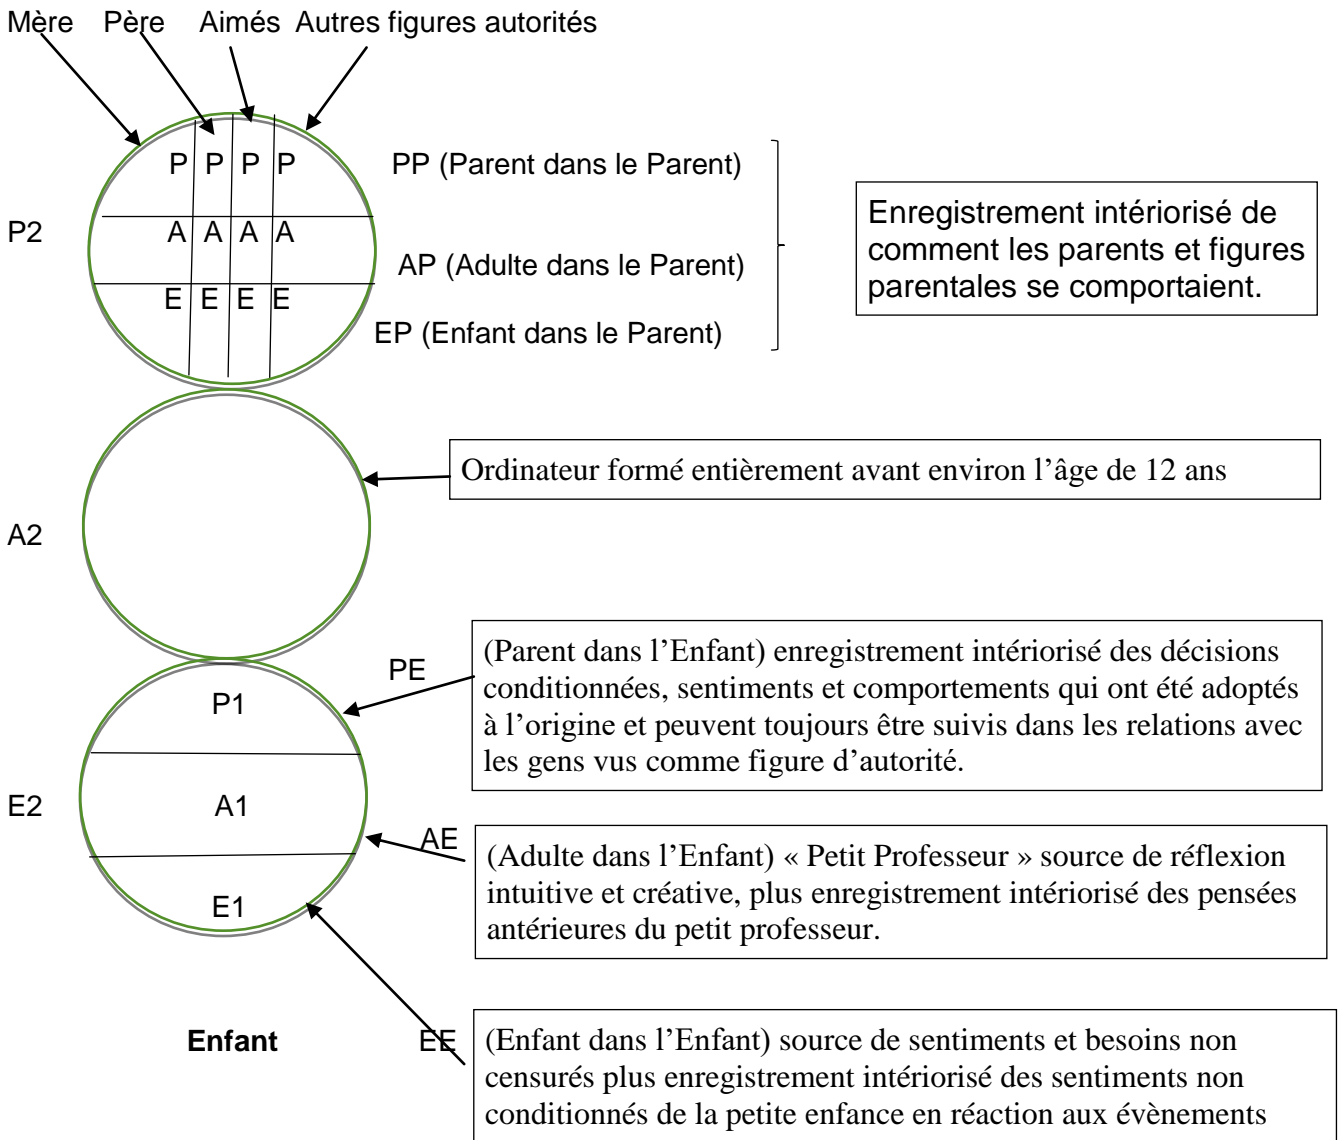 Mère Père Aimés Autres figures autorités
P P P P
PP (Parent dans le Parent)
P2
A A A A
AP (Adulte dans le Parent)
E E E E
EP (Enfant dans le Parent)
Enregistrement intériorisé de
comment les parents et figures
parentales se comportaient.
Ordinateur formé entièrement avant environ l’âge de 12 ans
A2
PE
(Parent dans l’Enfant) enregistrement intériorisé des décisions
conditionnées, sentiments et comportements qui ont été adoptés
à l’origine et peuvent toujours être suivis dans les relations avec
les gens vus comme figure d’autorité.
P1
E2
A1
AE
(Adulte dans l’Enfant) « Petit Professeur » source de réflexion
intuitive et créative, plus enregistrement intériorisé des pensées
antérieures du petit professeur.
E1
Enfant
EE
(Enfant dans l’Enfant) source de sentiments et besoins non
censurés plus enregistrement intériorisé des sentiments non
conditionnés de la petite enfance en réaction aux évènements